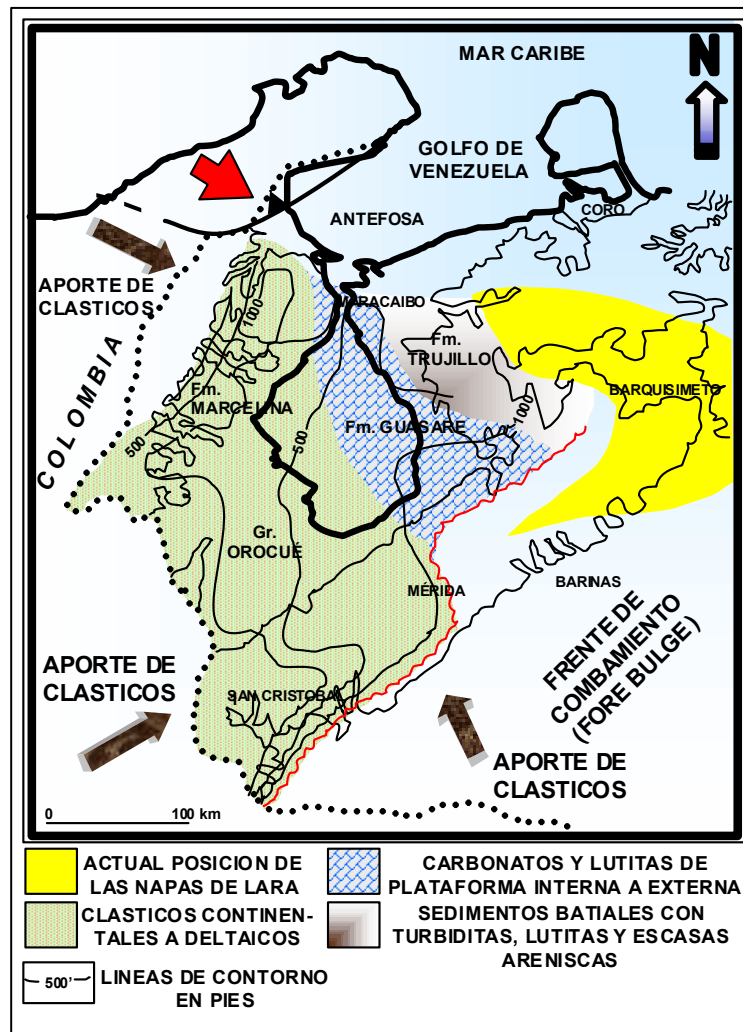 MAR CARIBE
N
GOLFO DE
VENEZUELA
CORO
ANTEFOSA
APORTE DE
CLASTICOS
MARACAIBO
1000
Fm.
TRUJILLO
COLOMBIA
Fm.
MARCELINA
BARQUISIMETO
500
500
Fm. GUASARE
1000
Gr.
OROCUÉ
MÉRIDA
BARINAS
FRENTE DE
COMBAMIENTO
(FORE BULGE)
APORTE DE
CLASTICOS
SAN CRISTOBAL
APORTE DE
CLASTICOS
0 100 km
ACTUAL POSICION DE
LAS NAPAS DE LARA
CARBONATOS Y LUTITAS DE
PLATAFORMA INTERNA A EXTERNA
CLASTICOS CONTINEN-
TALES A DELTAICOS
SEDIMENTOS BATIALES CON
TURBIDITAS, LUTITAS Y ESCASAS
ARENISCAS
500' LINEAS DE CONTORNO
EN PIES